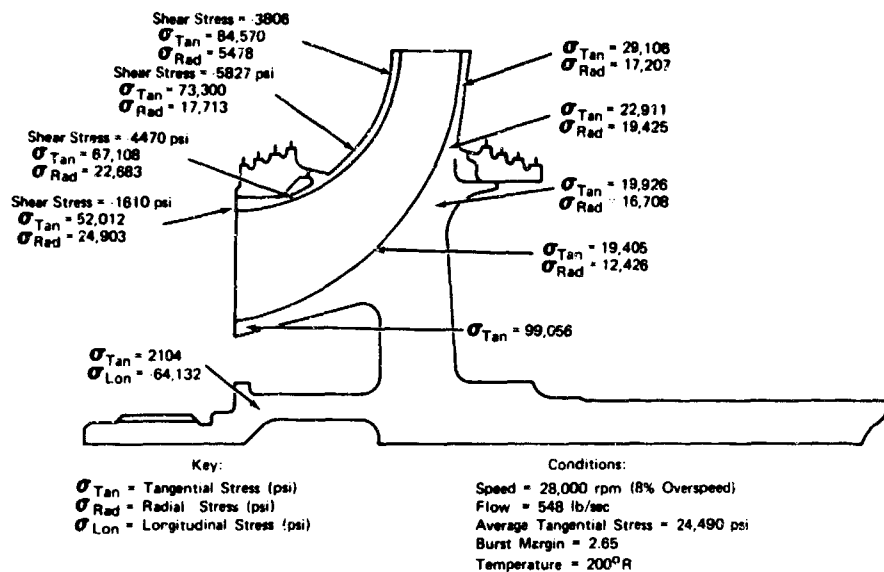 Shear Stress = -3806
σTan = 84,570
σRad = 5478
Shear Stress = -5827 psi
σTan = 73,300
σRad = 17,713
Shear Stress = -4470 psi
σTan = 67,108
σRad = 22,683
Shear Stress = -1610 psi
σTan = 52,012
σRad = 24,903
σTan = 29,106
σRad = 17,207
σTan = 22,911
σRad = 19,425
σTan = 19,926
σRad = 16,708
σTan = 19,405
σRad = 12,426
σTan = 99,056
σTan = 2104
σLon = -64,132
Key:
σTan = Tangential Stress (psi)
σRad = Radial Stress (psi)
σLon = Longitudinal Stress (psi)
Conditions:
Speed = 28,000 rpm (8% Overspeed)
Flow = 548 lb/sec
Average Tangential Stress = 24,490 psi
Burst Margin = 2.65
Temperature = 200°R